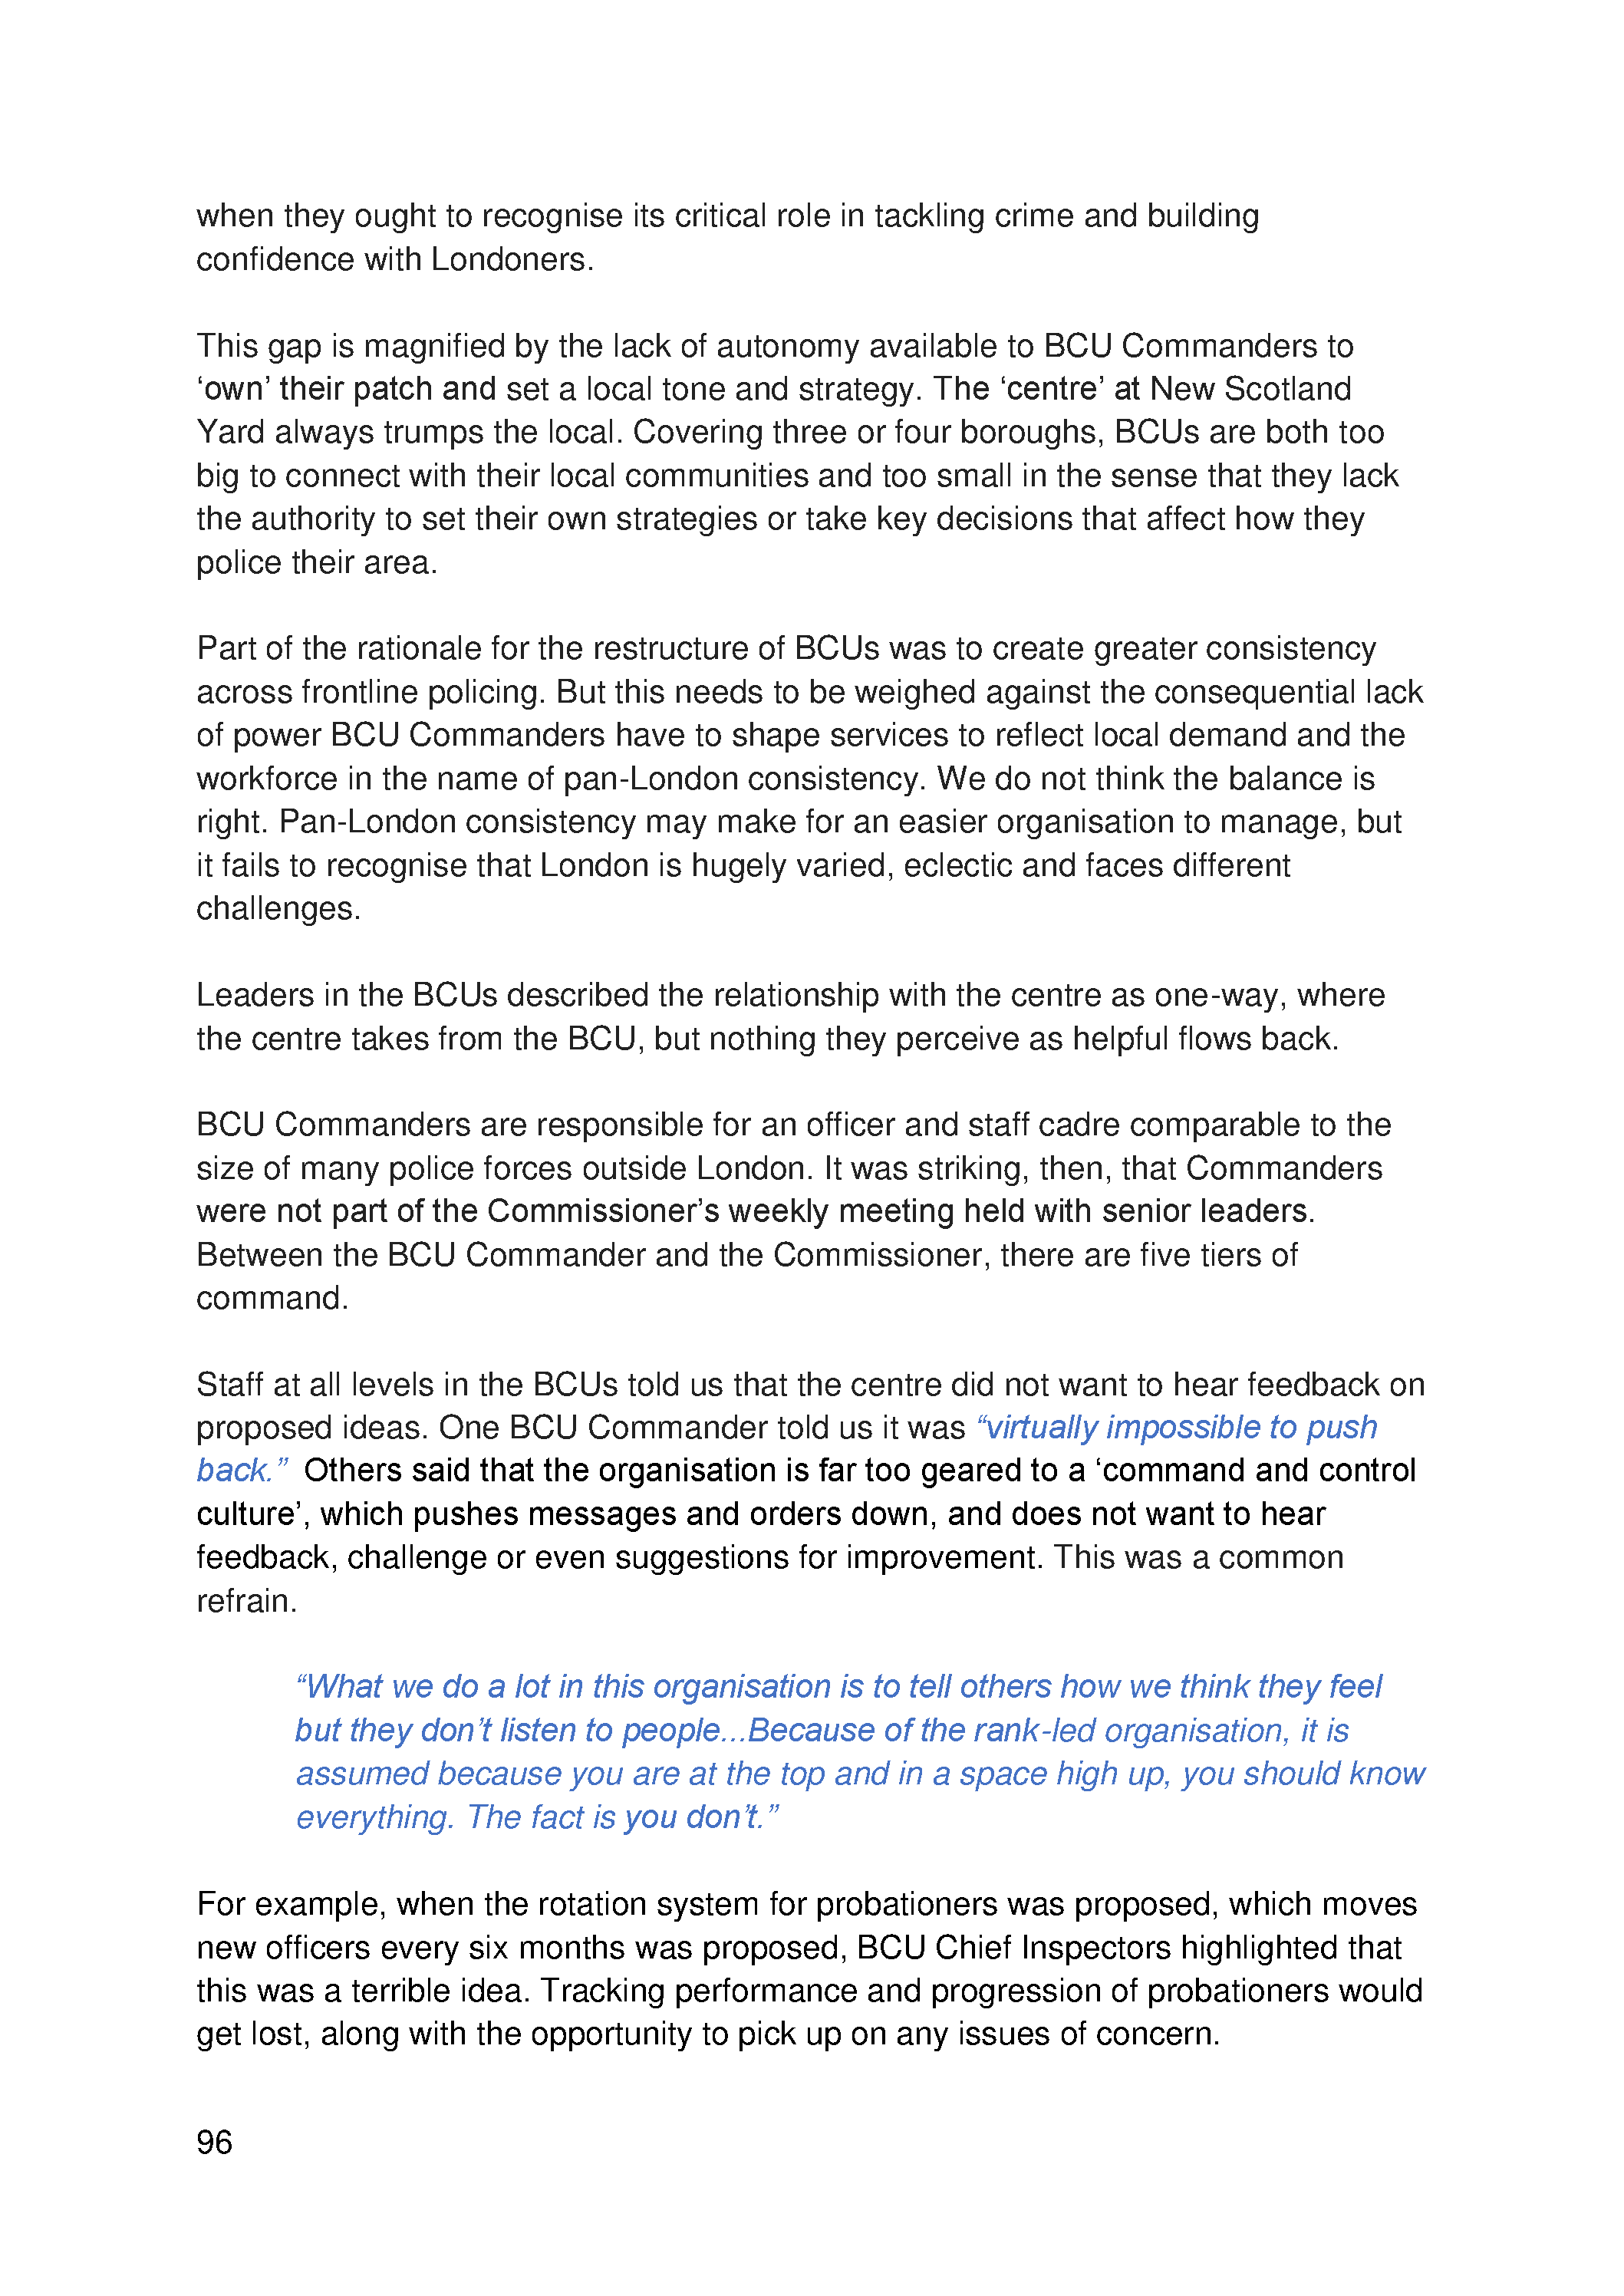 when they ought to recognise its critical role in tackling crime and building
confidence with Londoners.
This gap is magnified by the lack of autonomy available to BCU Commanders to
‘own’ their patch and set a local tone and strategy. The ‘centre’ at New Scotland
Yard always trumps the local. Covering three or four boroughs, BCUs are both too
big to connect with their local communities and too small in the sense that they lack
the authority to set their own strategies or take key decisions that affect how they
police their area.
Part of the rationale for the restructure of BCUs was to create greater consistency
across frontline policing. But this needs to be weighed against the consequential lack
of power BCU Commanders have to shape services to reflect local demand and the
workforce in the name of pan-London consistency. We do not think the balance is
right. Pan-London consistency may make for an easier organisation to manage, but
it fails to recognise that London is hugely varied, eclectic and faces different
challenges.
Leaders in the BCUs described the relationship with the centre as one-way, where
the centre takes from the BCU, but nothing they perceive as helpful flows back.
BCU Commanders are responsible for an officer and staff cadre comparable to the
size of many police forces outside London. It was striking, then, that Commanders
were not part of the Commissioner’s weekly meeting held with senior leaders.
Between the BCU Commander and the Commissioner, there are five tiers of
command.
Staff at all levels in the BCUs told us that the centre did not want to hear feedback on
proposed ideas. One BCU Commander told us it was “virtually impossible to push
back.” Others said that the organisation is far too geared to a ‘command and control
culture’, which pushes messages and orders down, and does not want to hear
feedback, challenge or even suggestions for improvement. This was a common
refrain.
“What we do a lot in this organisation is to tell others how we think they feel
but they don’t listen to people...Because of the rank-led organisation, it is
assumed because you are at the top and in a space high up, you should know
everything. The fact is you don’t.”
For example, when the rotation system for probationers was proposed, which moves
new officers every six months was proposed, BCU Chief Inspectors highlighted that
this was a terrible idea. Tracking performance and progression of probationers would
get lost, along with the opportunity to pick up on any issues of concern.
96